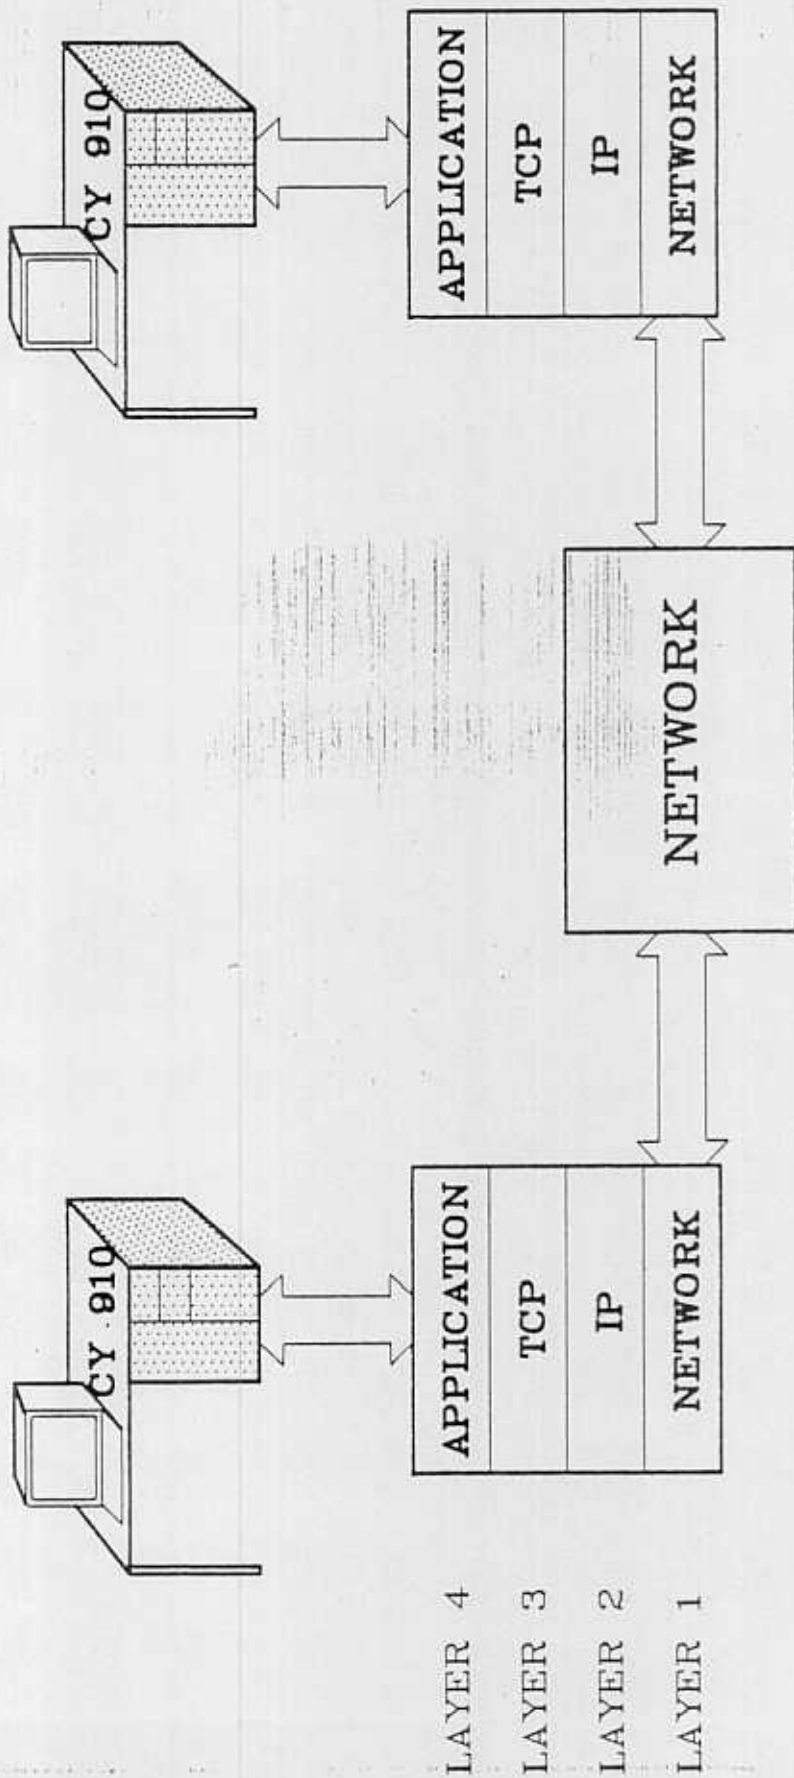 CY 910
CY 910
LAYER 4
APPLICATION
APPLICATION
LAYER 3
TCP
TCP
LAYER 2
IP
IP
NETWORK
LAYER 1
NETWORK
NETWORK